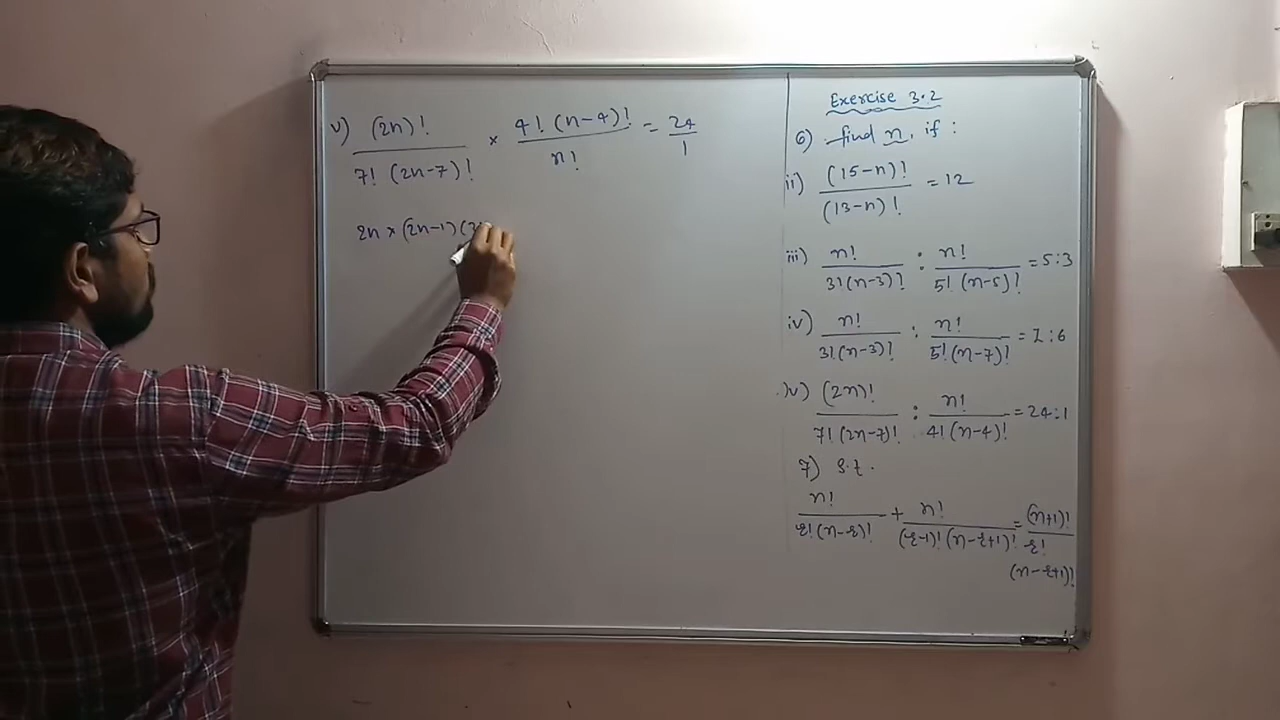 v) (2n)! / 7! (2n-7)! × 4! (n-4)! / n! = 24 / 1
2n × (2n-1) (2
Exercise 3.2
6) find n, if :
ii) (15-n)! / (13-n)! = 12
iii) n! / 3!(n-3)! : n! / 5!(n-5)! = 5:3
iv) n! / 3!(n-3)! : n! / 5!(n-7)! = 1:6
v) (2n)! / 7!(2n-7)! : n! / 4!(n-4)! = 24:1
7) S.t.
n! / r!(n-r)! + n! / (r-1)!(n-r+1)! = (n+1)! / r!
(n-r+1)!